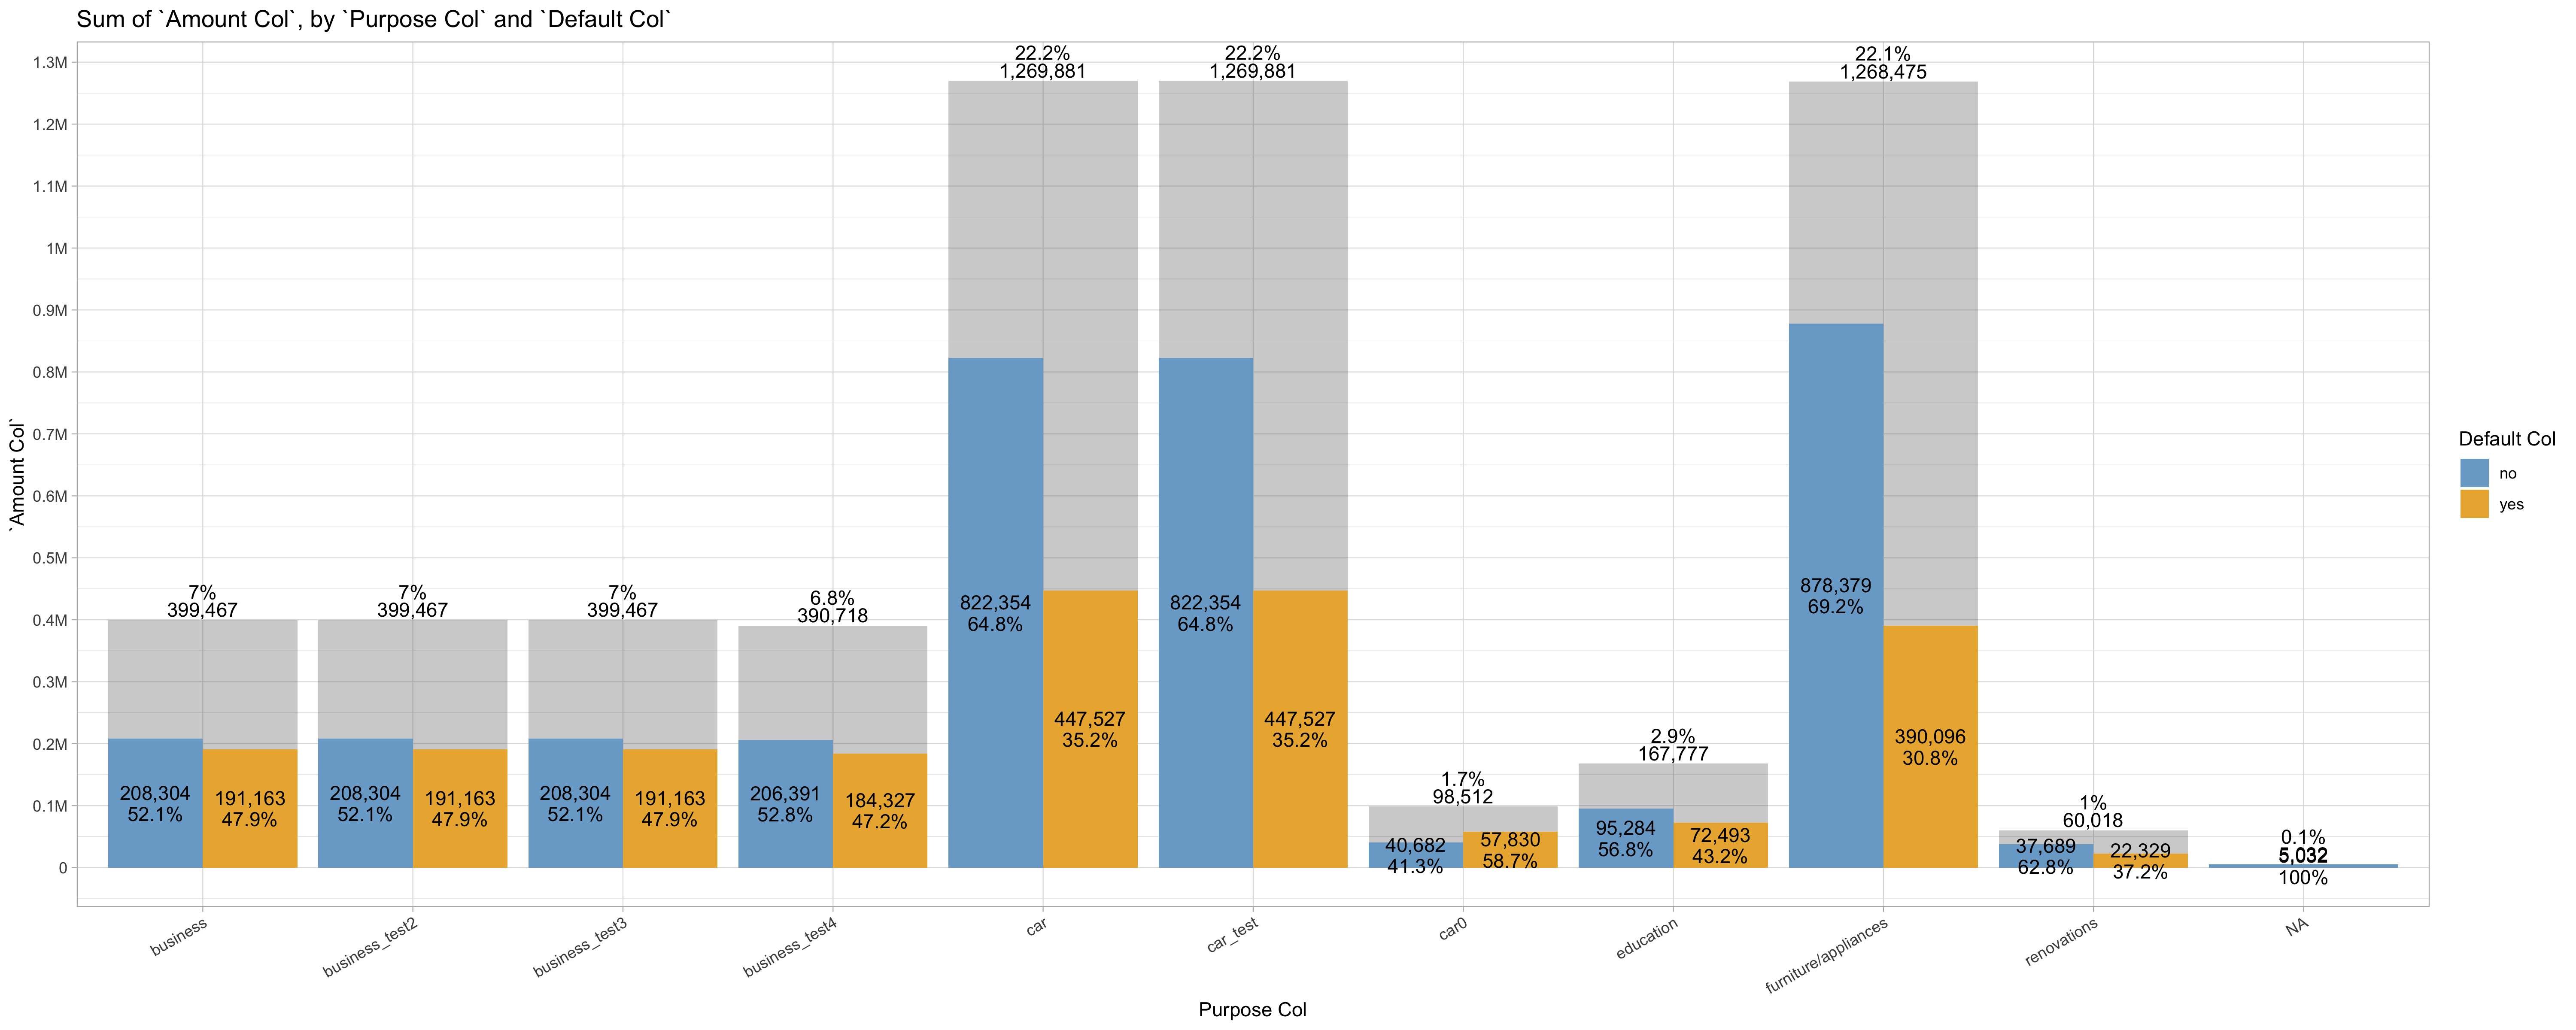 Sum of `Amount Col`, by `Purpose Col` and `Default Col`
`Amount Col`
1.3M
1.2M
1.1M
1M
0.9M
0.8M
0.7M
0.6M
0.5M
0.4M
0.3M
0.2M
0.1M
0
7%
399,467
208,304
52.1%
191,163
47.9%
7%
399,467
208,304
52.1%
191,163
47.9%
7%
399,467
208,304
52.1%
191,163
47.9%
6.8%
390,718
206,391
52.8%
184,327
47.2%
22.2%
1,269,881
822,354
64.8%
447,527
35.2%
22.2%
1,269,881
822,354
64.8%
447,527
35.2%
1.7%
98,512
40,682
41.3%
57,830
58.7%
2.9%
167,777
95,284
56.8%
72,493
43.2%
22.1%
1,268,475
878,379
69.2%
390,096
30.8%
1%
60,018
37,689
62.8%
22,329
37.2%
0.1%
5,032
5,032
100%
business
business_test2
business_test3
business_test4
car
car_test
car0
education
furniture/appliances
renovations
NA
Purpose Col
Default Col
no
yes